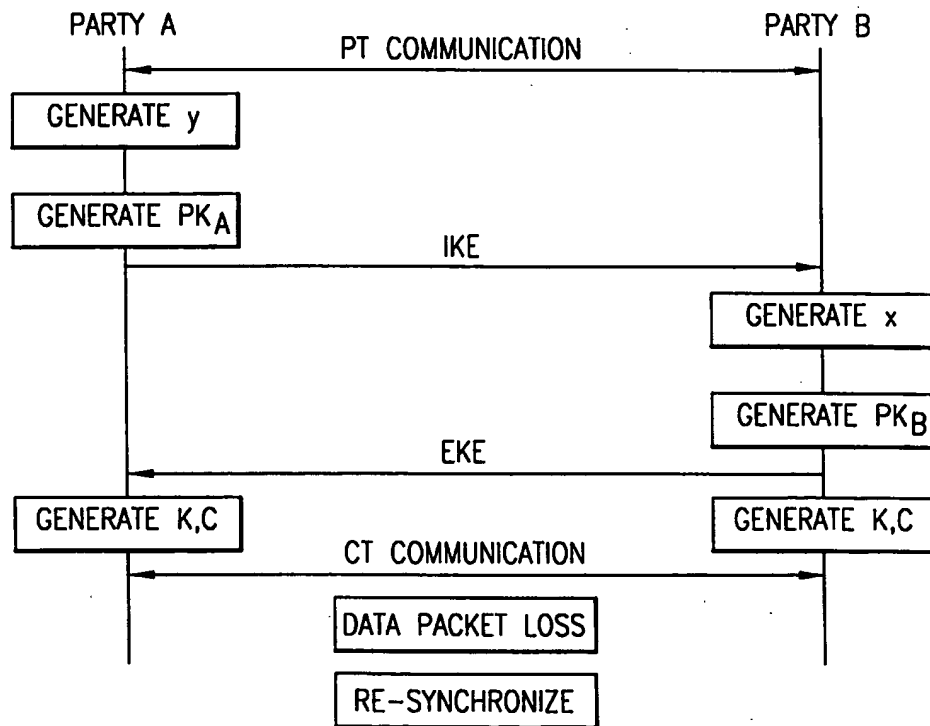 PARTY A
PARTY B
PT COMMUNICATION
GENERATE y
GENERATE PKA
IKE
GENERATE x
GENERATE PKB
EKE
GENERATE K,C
GENERATE K,C
CT COMMUNICATION
DATA PACKET LOSS
RE-SYNCHRONIZE